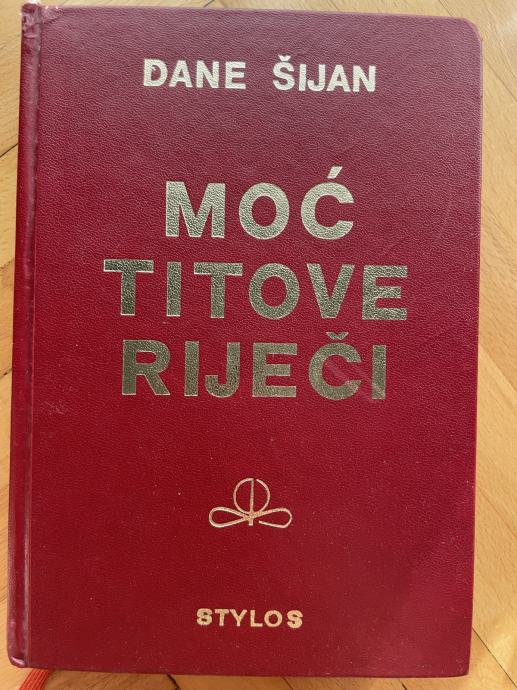 DANE ŠIJAN
MOĆ
TITOVE
RIJEČI
STYLOS